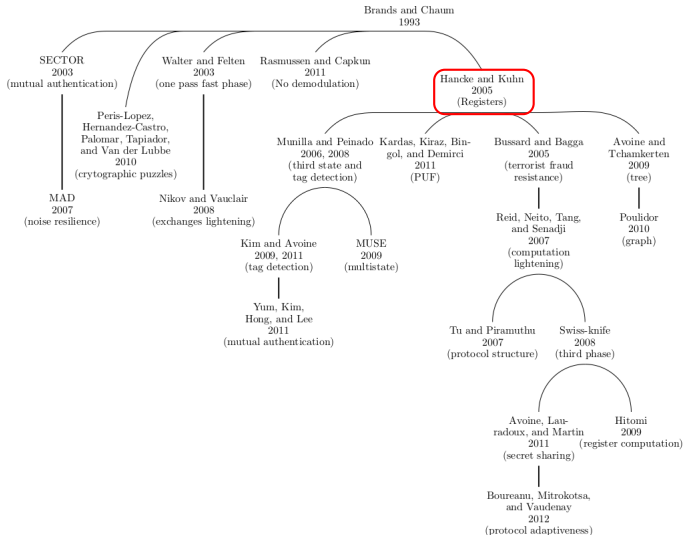 Brands and Chaum
1993
SECTOR
2003
(mutual authentication)
Walter and Felten
2003
(one pass fast phase)
Rasmussen and Capkun
2011
(No demodulation)
Hancke and Kuhn
2005
(Registers)
Peris-Lopez,
Hernandez-Castro,
Palomar, Tapiador,
and Van der Lubbe
2010
(crytographic puzzles)
Munilla and Peinado
2006, 2008
(third state and
tag detection)
Kardas, Kiraz, Bin-
gol, and Demirci
2011
(PUF)
Bussard and Bagga
2005
(terrorist fraud
resistance)
Avoine and
Tchamkerten
2009
(tree)
MAD
2007
(noise resilience)
Nikov and Vauclair
2008
(exchanges lightening)
Reid, Neito, Tang,
and Senadji
2007
(computation
lightening)
Poulidor
2010
(graph)
Kim and Avoine
2009, 2011
(tag detection)
MUSE
2009
(multistate)
Yum, Kim,
Hong, and Lee
2011
(mutual authentication)
Tu and Piramuthu
2007
(protocol structure)
Swiss-knife
2008
(third phase)
Avoine, Lau-
radoux, and Martin
2011
(secret sharing)
Hitomi
2009
(register computation)
Boureanu, Mitrokotsa,
and Vaudenay
2012
(protocol adaptiveness)